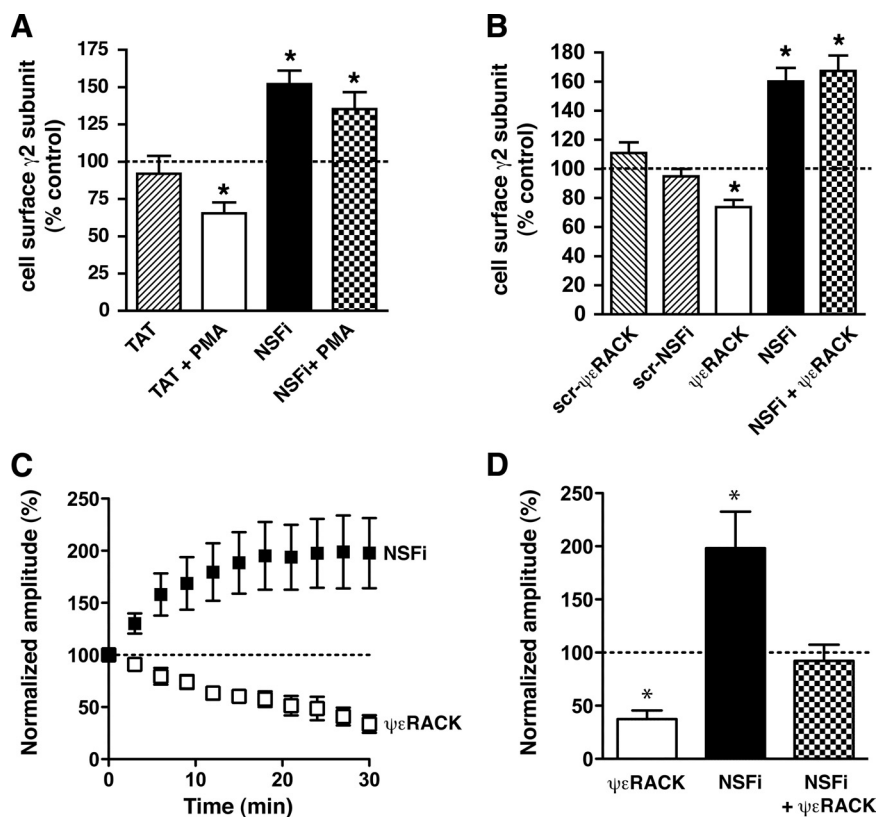 A
cell surface γ2 subunit
(% control)
175
150
125
100
75
50
25
0
*
*
*
TAT
TAT + PMA
NSFi
NSFi+ PMA
B
cell surface γ2 subunit
(% control)
180
160
140
120
100
80
60
40
20
0
*
*
*
scr-ψεRACK
scr-NSFi
ψεRACK
NSFi
NSFi + ψεRACK
C
Normalized amplitude (%)
250
200
150
100
50
0
NSFi
ψεRACK
0
10
20
30
Time (min)
D
Normalized amplitude (%)
250
200
150
100
50
0
*
*
ψεRACK
NSFi
NSFi
+ ψεRACK